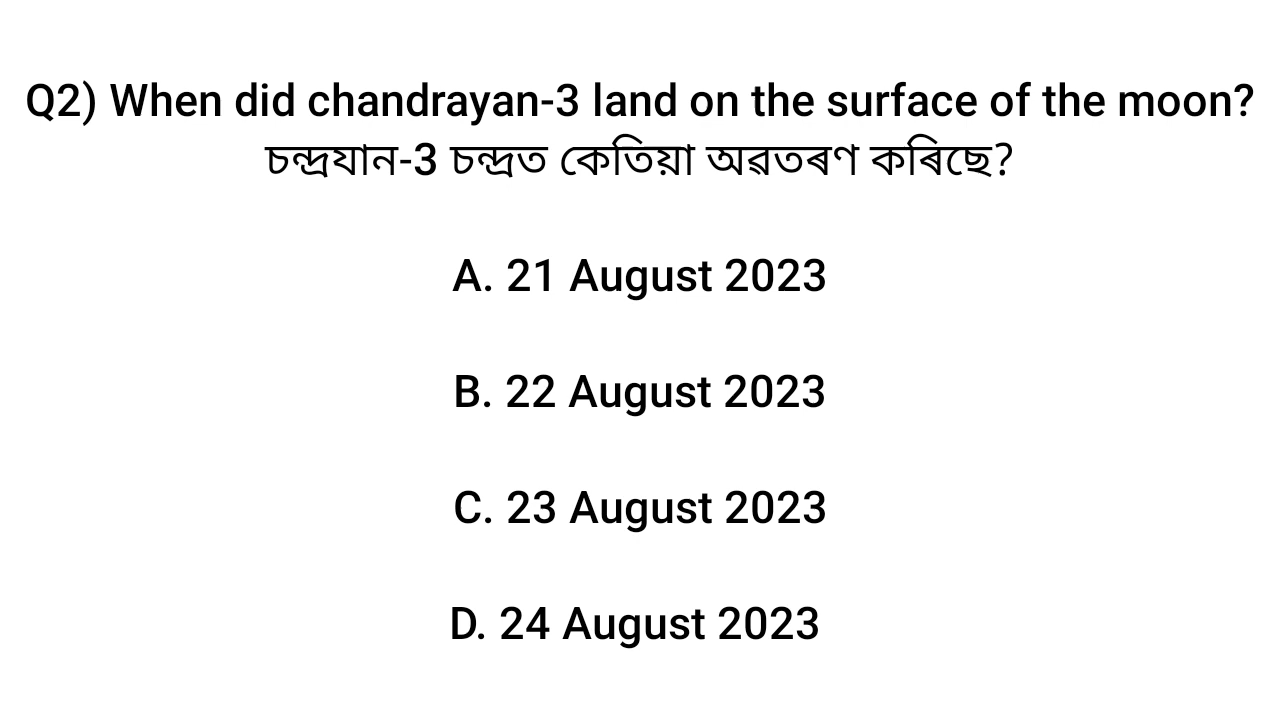 Q2) When did chandrayan-3 land on the surface of the moon?
চন্দ্ৰযান-3 চন্দ্ৰত কেতিয়া অৱতৰণ কৰিছে?
A. 21 August 2023
B. 22 August 2023
C. 23 August 2023
D. 24 August 2023